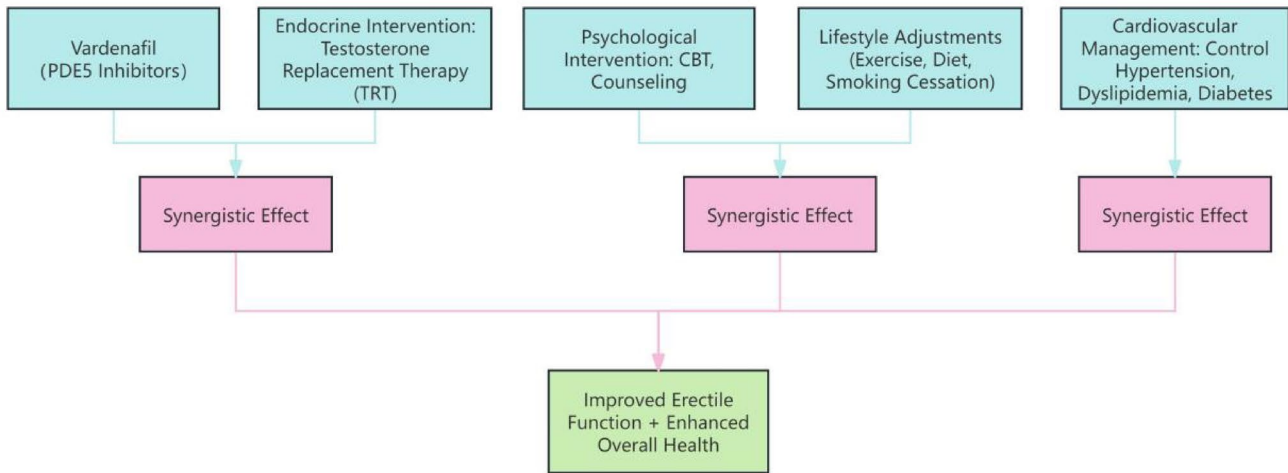 Vardenafil
(PDE5 Inhibitors)
Endocrine Intervention:
Testosterone
Replacement Therapy
(TRT)
Psychological
Intervention: CBT,
Counseling
Lifestyle Adjustments
(Exercise, Diet,
Smoking Cessation)
Cardiovascular
Management: Control
Hypertension,
Dyslipidemia, Diabetes
Synergistic Effect
Synergistic Effect
Synergistic Effect
Improved Erectile
Function + Enhanced
Overall Health